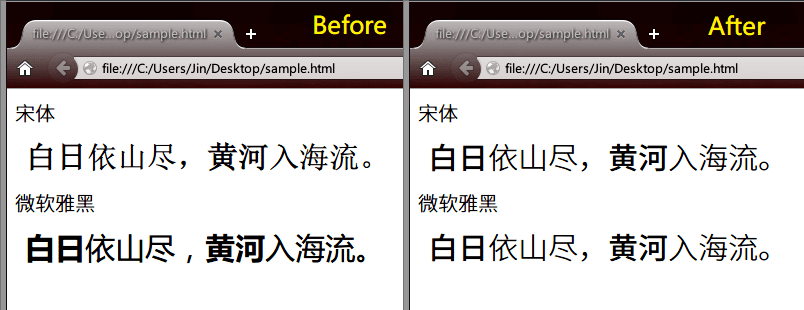 Before
file:///C:/Use...op/sample.html
file:///C:/Users/Jin/Desktop/sample.html
宋体
白日依山尽，黄河入海流。
微软雅黑
白日依山尽，黄河入海流。
After
file:///C:/Use...op/sample.html
file:///C:/Users/Jin/Desktop/sample.html
宋体
白日依山尽，黄河入海流。
微软雅黑
白日依山尽，黄河入海流。